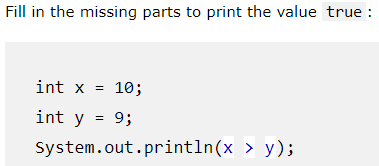 Fill in the missing parts to print the value true :
int x = 10;
int y = 9;
System.out.println(x > y);